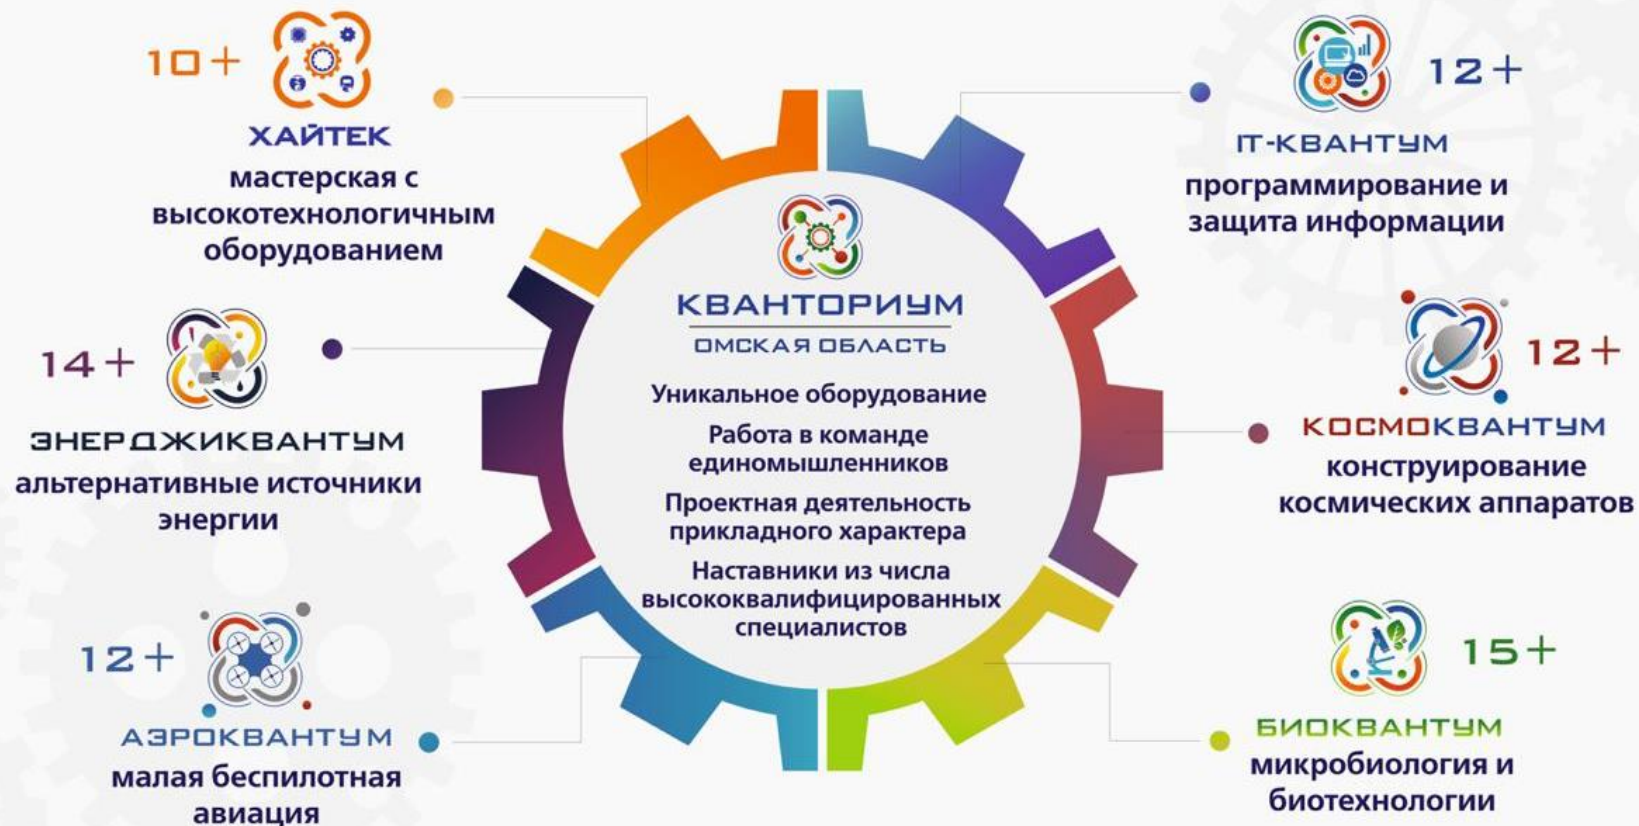 10+
ХАЙТЕК
мастерская с
высокотехнологичным
оборудованием
14+
ЭНЕРДЖИКВАНТУМ
альтернативные источники
энергии
12+
АЭРОКВАНТУМ
малая беспилотная
авиация
КВАНТОРИУМ
ОМСКАЯ ОБЛАСТЬ
Уникальное оборудование
Работа в команде
единомышленников
Проектная деятельность
прикладного характера
Наставники из числа
высококвалифицированных
специалистов
12+
IT-КВАНТУМ
программирование и
защита информации
12+
КОСМОКВАНТУМ
конструирование
космических аппаратов
15+
БИОКВАНТУМ
микробиология и
биотехнологии